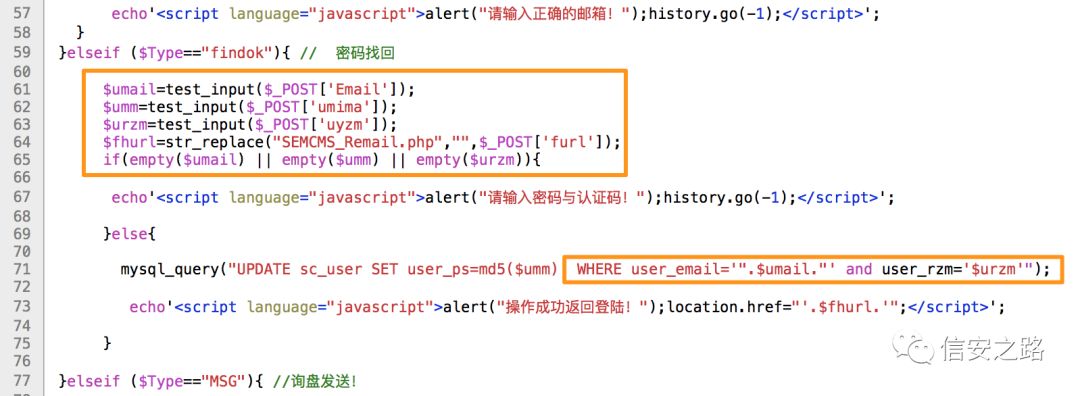 57 echo'<script language="javascript">alert("请输入正确的邮箱！");history.go(-1);</script>';
58 }
59 }elseif ($Type=="findok"){ // 密码找回
60
61 $umail=test_input($_POST['Email']);
62 $umm=test_input($_POST['umima']);
63 $urzm=test_input($_POST['uyzm']);
64 $fhurl=str_replace("SEMCMS_Remail.php","",$_POST['furl']);
65 if(empty($umail) || empty($umm) || empty($urzm)){
66
67 echo'<script language="javascript">alert("请输入密码与认证码！");history.go(-1);</script>';
68
69 }else{
70
71 mysql_query("UPDATE sc_user SET user_ps=md5($umm) WHERE user_email='".$umail."' and user_rzm='$urzm'");
72
73 echo'<script language="javascript">alert("操作成功返回登陆！");location.href="'.$fhurl.'";</script>';
74
75 }
76
77 }elseif ($Type=="MSG"){ //询盘发送！
信安之路